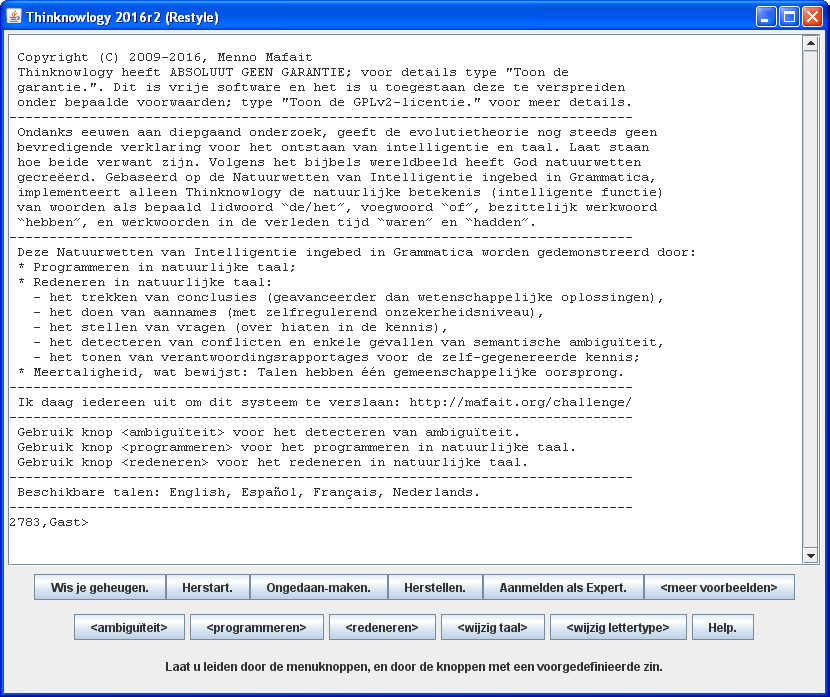 Thinknowlogy 2016r2 (Restyle)
Copyright (C) 2009-2016, Menno Mafait
Thinknowlogy heeft ABSOLUUT GEEN GARANTIE; voor details type "Toon de
garantie.". Dit is vrije software en het is u toegestaan deze te verspreiden
onder bepaalde voorwaarden; type "Toon de GPLv2-licentie." voor meer details.
Ondanks eeuwen aan diepgaand onderzoek, geeft de evolutietheorie nog steeds geen
bevredigende verklaring voor het ontstaan van intelligentie en taal. Laat staan
hoe beide verwant zijn. Volgens het bijbels wereldbeeld heeft God natuurwetten
gecreëerd. Gebaseerd op de Natuurwetten van Intelligentie ingebed in Grammatica,
implementeert alleen Thinknowlogy de natuurlijke betekenis (intelligente functie)
van woorden als bepaald lidwoord “de/het”, voegwoord “of”, bezittelijk werkwoord
“hebben”, en werkwoorden in de verleden tijd “waren” en “hadden”.
Deze Natuurwetten van Intelligentie ingebed in Grammatica worden gedemonstreerd door:
* Programmeren in natuurlijke taal;
* Redeneren in natuurlijke taal:
- het trekken van conclusies (geavanceerder dan wetenschappelijke oplossingen),
- het doen van aannames (met zelfregulerend onzekerheidsniveau),
- het stellen van vragen (over hiaten in de kennis),
- het detecteren van conflicten en enkele gevallen van semantische ambiguïteit,
- het tonen van verantwoordingsrapportages voor de zelf-gegenereerde kennis;
* Meertaligheid, wat bewijst: Talen hebben één gemeenschappelijke oorsprong.
Ik daag iedereen uit om dit systeem te verslaan: http://mafait.org/challenge/
Gebruik knop <ambiguïteit> voor het detecteren van ambiguïteit.
Gebruik knop <programmeren> voor het programmeren in natuurlijke taal.
Gebruik knop <redeneren> voor het redeneren in natuurlijke taal.
Beschikbare talen: English, Español, Français, Nederlands.
2783,Gast>
Wis je geheugen. Herstart. Ongedaan-maken. Herstellen. Aanmelden als Expert. <meer voorbeelden>
<ambiguïteit> <programmeren> <redeneren> <wijzig taal> <wijzig lettertype> Help.
Laat u leiden door de menuknoppen, en door de knoppen met een voorgedefinieerde zin.